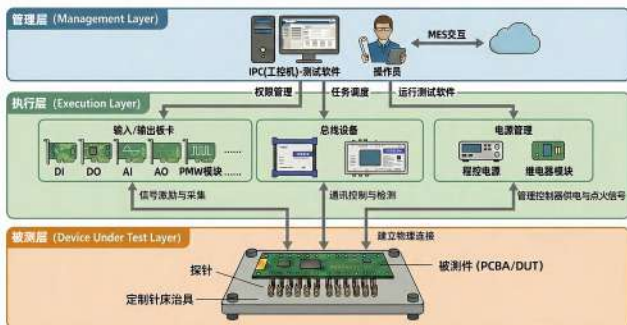 管理层 (Management Layer)
IPC(工控机)-测试软件
操作员
MES交互
权限管理
任务调度
运行测试软件
执行层 (Execution Layer)
输入/输出板卡
DI
DO
AI
AO
PMW模块
......
......
总线设备
电源管理
程控电源
继电器模块
信号激励与采集
通讯控制与检测
管理控制器供电与点火信号
被测层 (Device Under Test Layer)
建立物理连接
探针
被测件 (PCBA/DUT)
定制针床治具